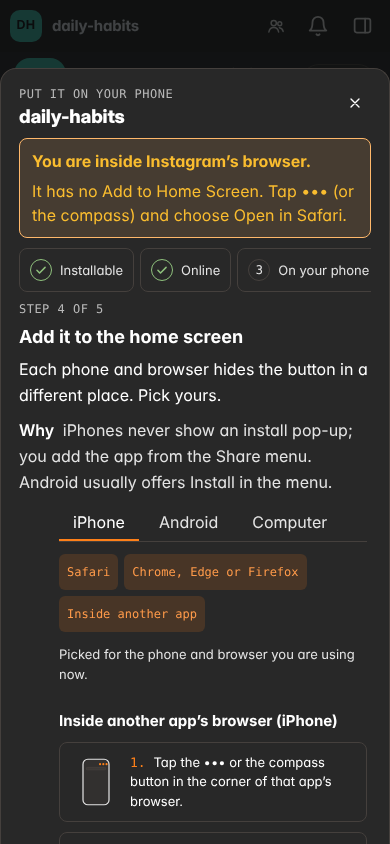 DH daily-habits
PUT IT ON YOUR PHONE
daily-habits
You are inside Instagram's browser.
It has no Add to Home Screen. Tap ••• (or
the compass) and choose Open in Safari.
Installable Online 3 On your phone
STEP 4 OF 5
Add it to the home screen
Each phone and browser hides the button in a
different place. Pick yours.
Why iPhones never show an install pop-up;
you add the app from the Share menu.
Android usually offers Install in the menu.
iPhone Android Computer
Safari Chrome, Edge or Firefox
Inside another app
Picked for the phone and browser you are using
now.
Inside another app's browser (iPhone)
1. Tap the ••• or the compass
button in the corner of that app's
browser.